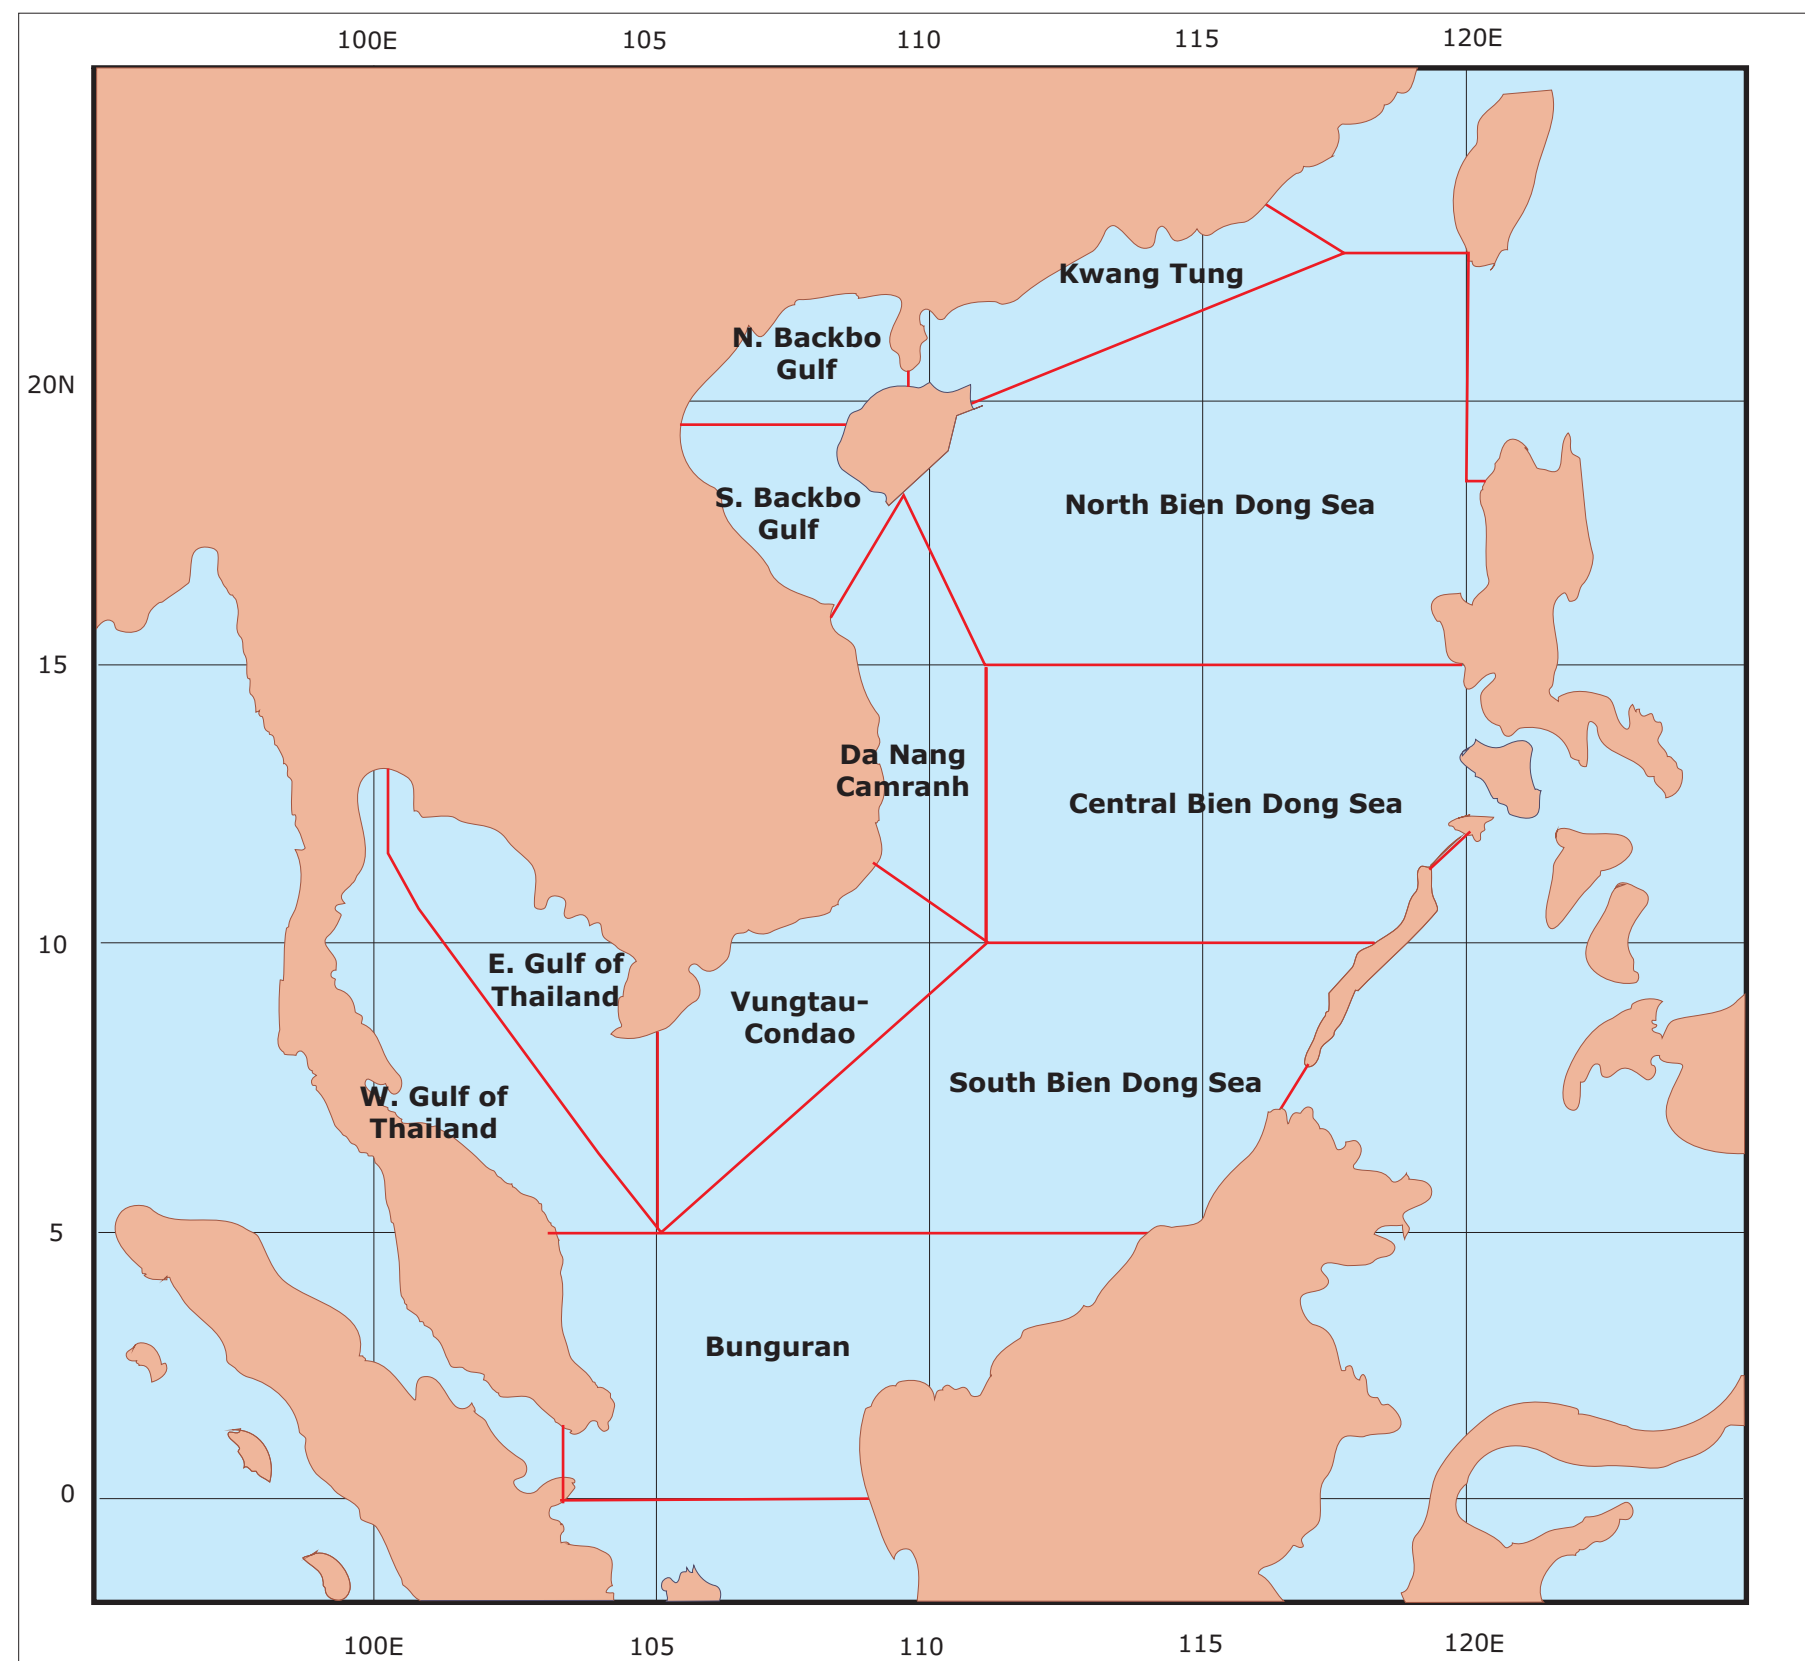 100E 105 110 115 120E
Kwang Tung
N. Backbo
Gulf
20N
S. Backbo
Gulf
North Bien Dong Sea
15
Da Nang
Camranh
Central Bien Dong Sea
10
E. Gulf of
Thailand
Vungtau-
Condao
South Bien Dong Sea
W. Gulf of
Thailand
5
Bunguran
0
100E 105 110 115 120E